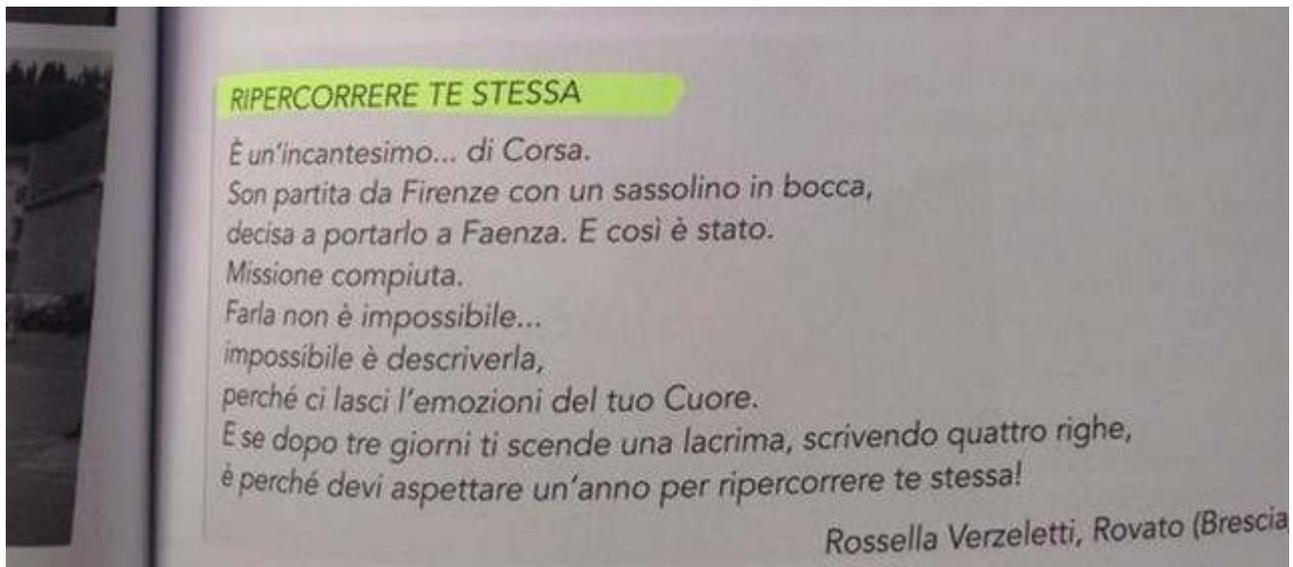 RIPERCORRERE TE STESSA
È un'incantesimo... di Corsa.
Son partita da Firenze con un sassolino in bocca,
decisa a portarlo a Faenza. E così è stato.
Missione compiuta.
Farla non è impossibile...
impossibile è descriverla,
perché ci lasci l'emozioni del tuo Cuore.
E se dopo tre giorni ti scende una lacrima, scrivendo quattro righe,
è perché devi aspettare un'anno per ripercorrere te stessa!
Rossella Verzeletti, Rovato (Brescia)